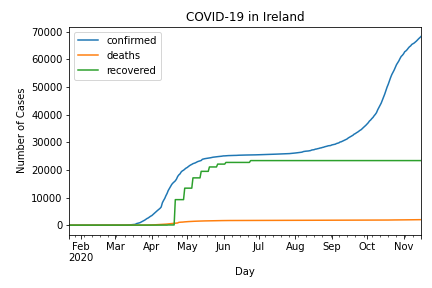 COVID-19 in Ireland
confirmed
deaths
recovered
Number of Cases
70000
60000
50000
40000
30000
20000
10000
0
Feb Mar Apr May Jun Jul Aug Sep Oct Nov
2020
Day